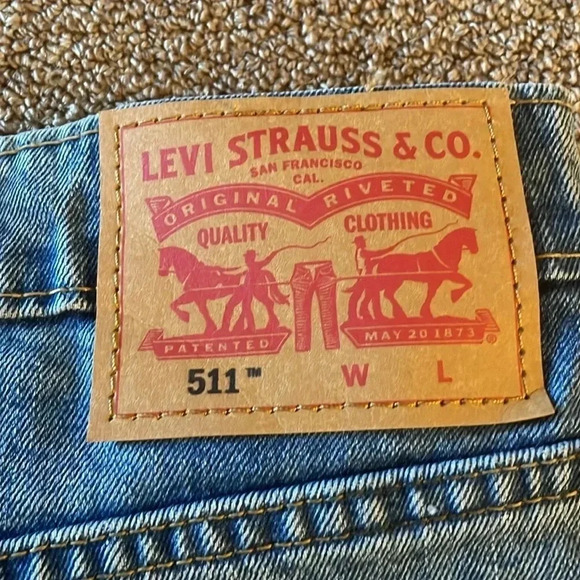 LEVI STRAUSS & CO.
SAN FRANCISCO
CAL.
ORIGINAL RIVETED
QUALITY CLOTHING
PATENTED MAY 20 1873 ®
511™ W L